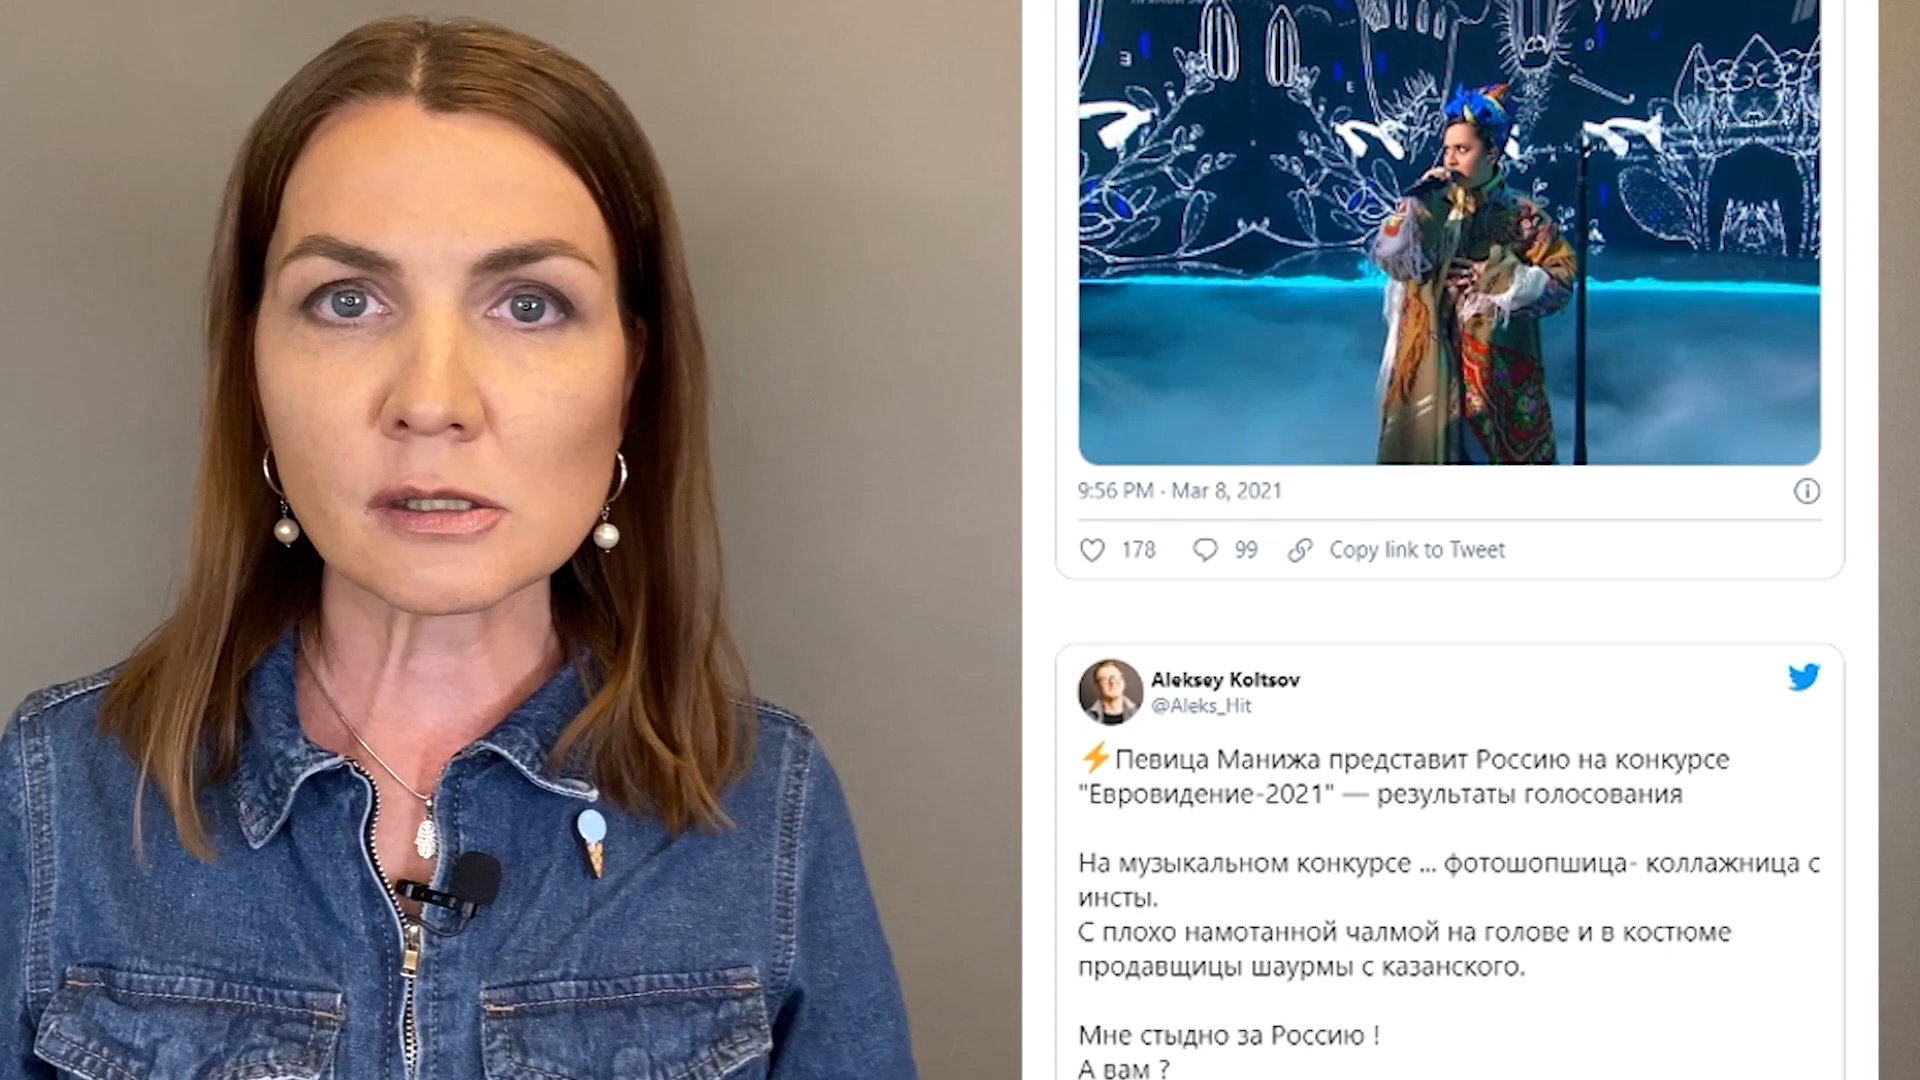 9:56 PM · Mar 8, 2021
178 99 Copy link to Tweet
Aleksey Koltsov
@Aleks_Hit
⚡Певица Манижа представит Россию на конкурсе
"Евровидение-2021" — результаты голосования
На музыкальном конкурсе ... фотошопшица- коллажница с
инсты.
С плохо намотанной чалмой на голове и в костюме
продавщицы шаурмы с казанского.
Мне стыдно за Россию !
А вам ?